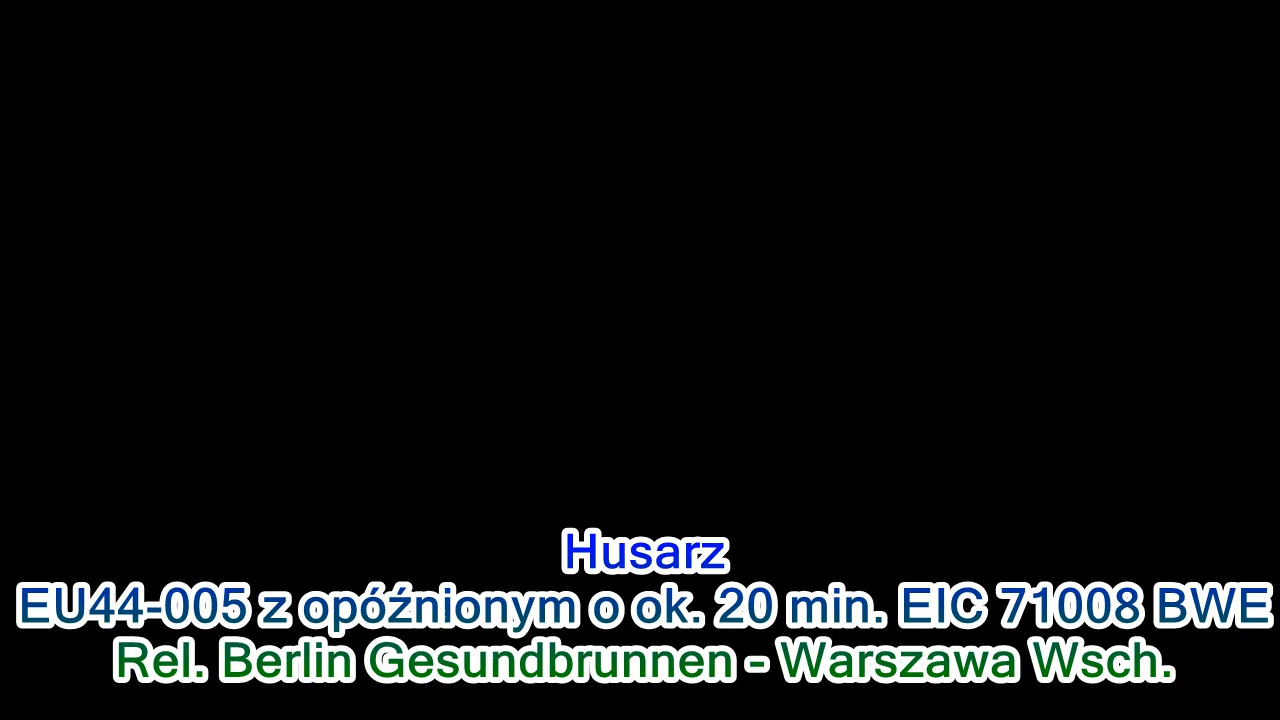 Husarz
EU44-005 z opóźnionym o ok. 20 min. EIC 71008 BWE
Rel. Berlin Gesundbrunnen - Warszawa Wsch.